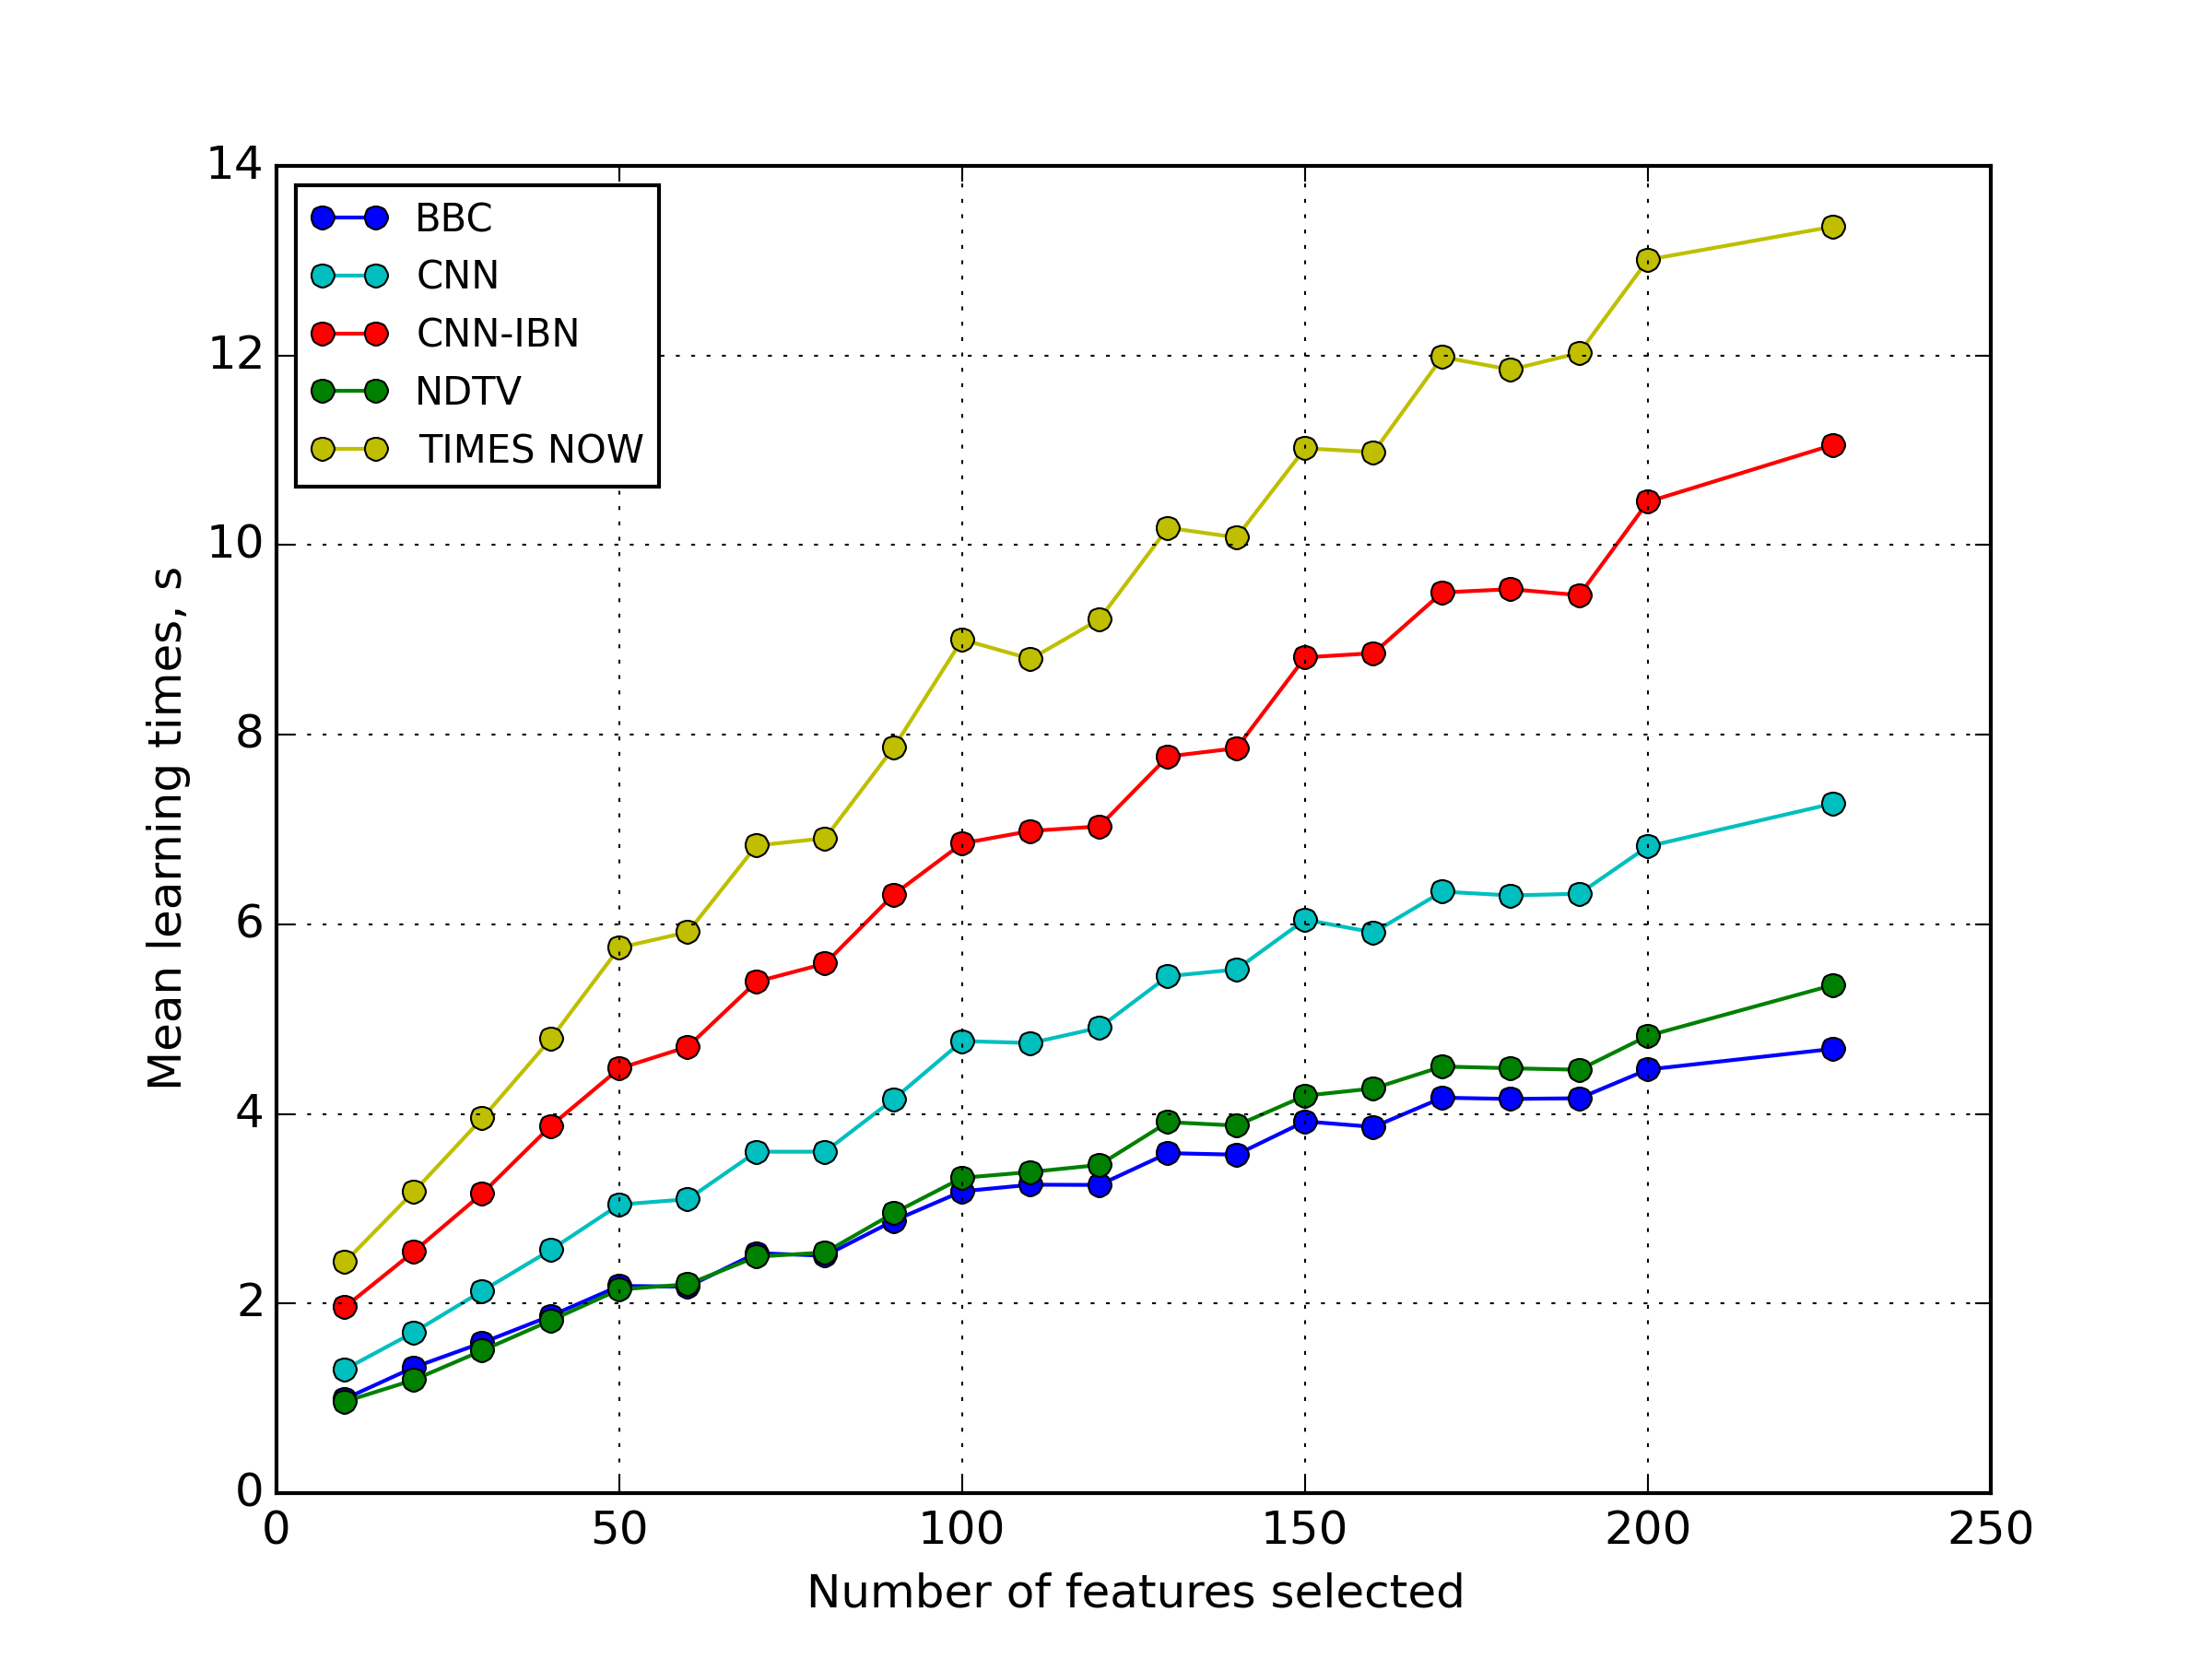 14
12
10
8
6
4
2
0
Mean learning times, s
BBC
CNN
CNN-IBN
NDTV
TIMES NOW
0 50 100 150 200 250
Number of features selected